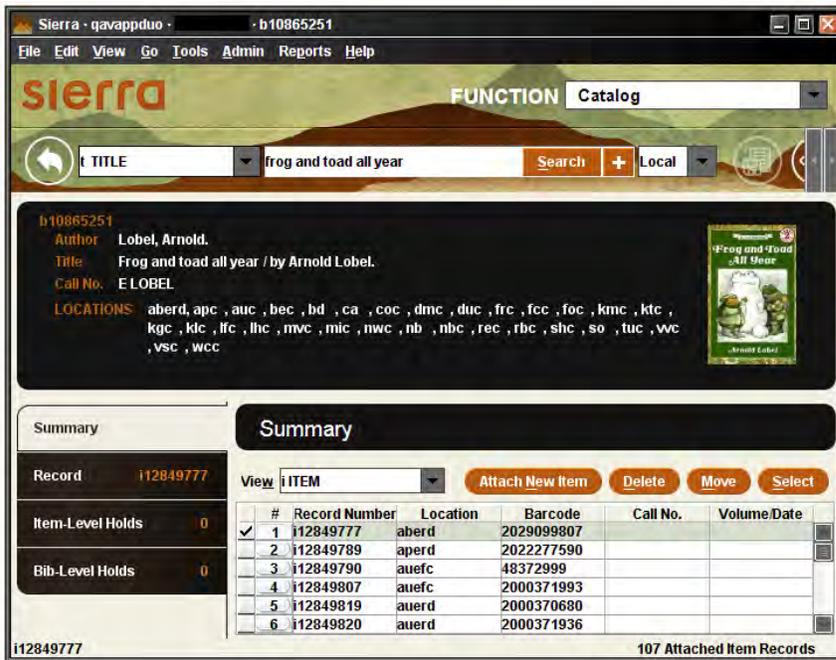 Sierra · qavappduo · · b10865251
File Edit View Go Tools Admin Reports Help
sierra
FUNCTION Catalog
t TITLE frog and toad all year Search + Local
b10865251
Author Lobel, Arnold.
Title Frog and toad all year / by Arnold Lobel.
Call No. E LOBEL
LOCATIONS aberd, apc , auc , bec , bd , ca , coc , dmc , duc , frc , fcc , foc , kmc , ktc ,
kgc , klc , lfc , lhc , mvc , mic , nwc , nb , nbc , rec , rbc , shc , so , tuc , vvc
, vsc , wcc
2
Frog and Toad
All Year
Arnold Lobel
Summary
Record i12849777
Item-Level Holds 0
Bib-Level Holds 0
Summary
View i ITEM Attach New Item Delete Move Select
# Record Number Location Barcode Call No. Volume/Date
1 i12849777 aberd 2029099807
2 i12849789 aperd 2022277590
3 i12849790 auefc 48372999
4 i12849807 auefc 2000371993
5 i12849819 auerd 2000370680
6 i12849820 auerd 2000371936
i12849777 107 Attached Item Records